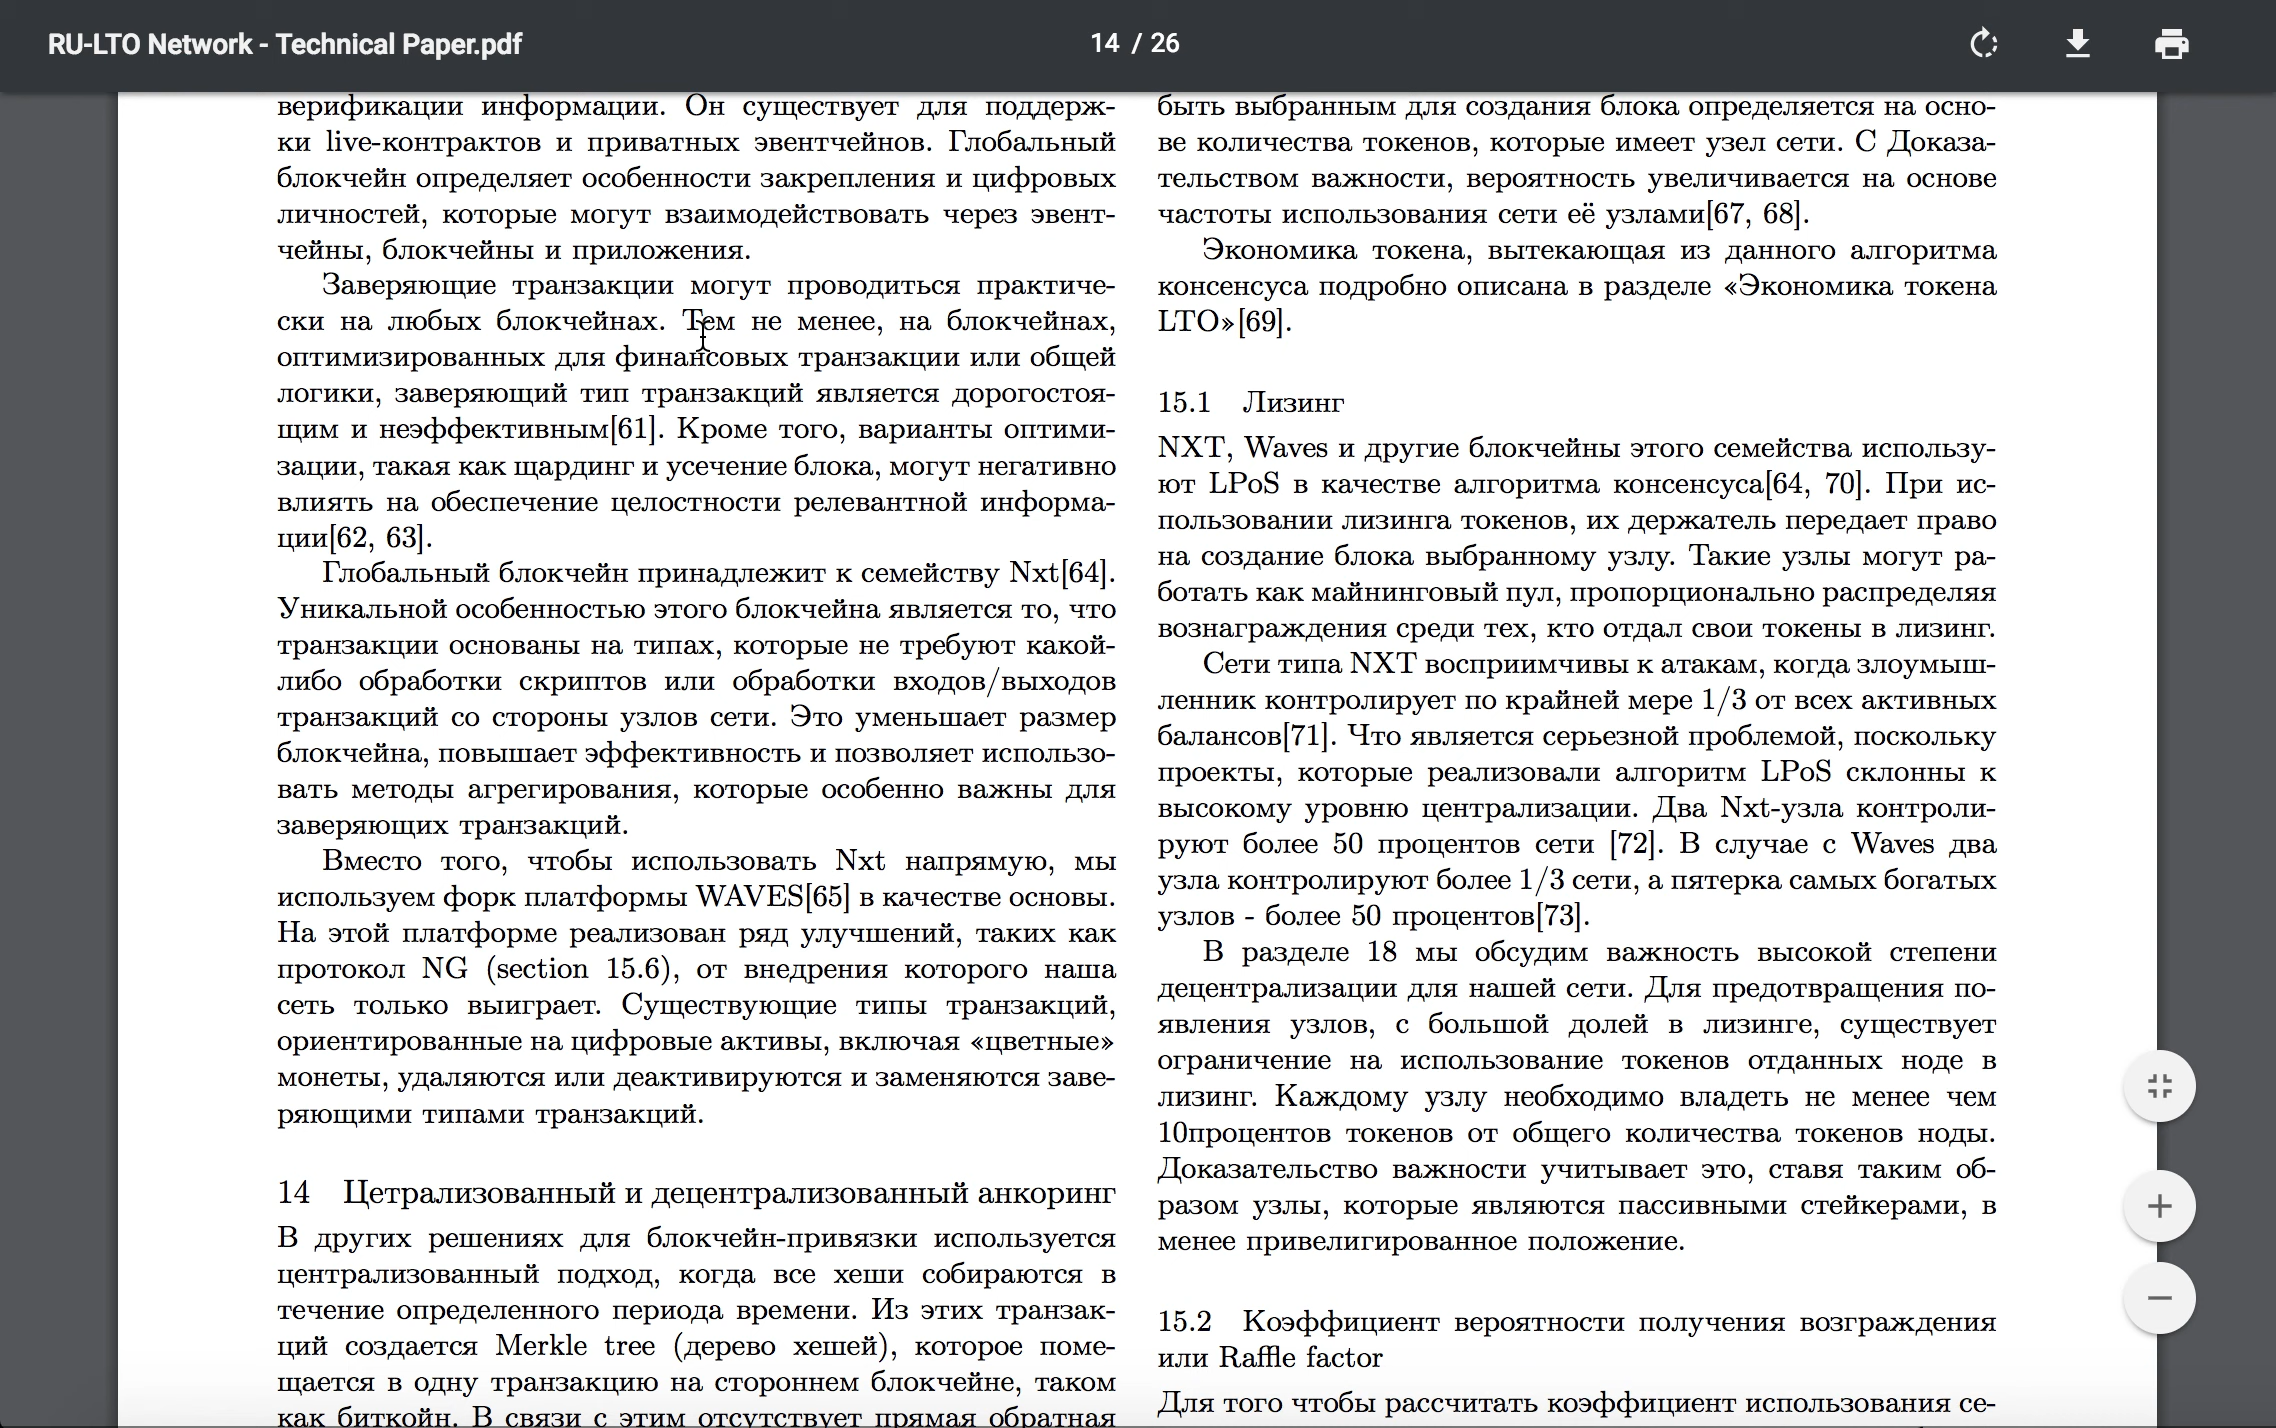 RU-LTO Network - Technical Paper.pdf
14 / 26
верификации информации. Он существует для поддерж-
ки live-контрактов и приватных эвентчейнов. Глобальный
блокчейн определяет особенности закрепления и цифровых
личностей, которые могут взаимодействовать через эвент-
чейны, блокчейны и приложения.
Заверяющие транзакции могут проводиться практиче-
ски на любых блокчейнах. Тем не менее, на блокчейнах,
оптимизированных для финансовых транзакции или общей
логики, заверяющий тип транзакций является дорогостоя-
щим и неэффективным[61]. Кроме того, варианты оптими-
зации, такая как щардинг и усечение блока, могут негативно
влиять на обеспечение целостности релевантной информа-
ции[62, 63].
Глобальный блокчейн принадлежит к семейству Nxt[64].
Уникальной особенностью этого блокчейна является то, что
транзакции основаны на типах, которые не требуют какой-
либо обработки скриптов или обработки входов/выходов
транзакций со стороны узлов сети. Это уменьшает размер
блокчейна, повышает эффективность и позволяет использо-
вать методы агрегирования, которые особенно важны для
заверяющих транзакций.
Вместо того, чтобы использовать Nxt напрямую, мы
используем форк платформы WAVES[65] в качестве основы.
На этой платформе реализован ряд улучшений, таких как
протокол NG (section 15.6), от внедрения которого наша
сеть только выиграет. Существующие типы транзакций,
ориентированные на цифровые активы, включая «цветные»
монеты, удаляются или деактивируются и заменяются заве-
ряющими типами транзакций.
14 Цетрализованный и децентрализованный анкоринг
В других решениях для блокчейн-привязки используется
централизованный подход, когда все хеши собираются в
течение определенного периода времени. Из этих транзак-
ций создается Merkle tree (дерево хешей), которое поме-
щается в одну транзакцию на стороннем блокчейне, таком
как биткойн. В связи с этим отсутствует прямая обратная
быть выбранным для создания блока определяется на осно-
ве количества токенов, которые имеет узел сети. С Доказа-
тельством важности, вероятность увеличивается на основе
частоты использования сети её узлами[67, 68].
Экономика токена, вытекающая из данного алгоритма
консенсуса подробно описана в разделе «Экономика токена
LTO»[69].
15.1 Лизинг
NXT, Waves и другие блокчейны этого семейства использу-
ют LPoS в качестве алгоритма консенсуса[64, 70]. При ис-
пользовании лизинга токенов, их держатель передает право
на создание блока выбранному узлу. Такие узлы могут ра-
ботать как майнинговый пул, пропорционально распределяя
вознаграждения среди тех, кто отдал свои токены в лизинг.
Сети типа NXT восприимчивы к атакам, когда злоумыш-
ленник контролирует по крайней мере 1/3 от всех активных
балансов[71]. Что является серьезной проблемой, поскольку
проекты, которые реализовали алгоритм LPoS склонны к
высокому уровню централизации. Два Nxt-узла контроли-
руют более 50 процентов сети [72]. В случае с Waves два
узла контролируют более 1/3 сети, а пятерка самых богатых
узлов - более 50 процентов[73].
В разделе 18 мы обсудим важность высокой степени
децентрализации для нашей сети. Для предотвращения по-
явления узлов, с большой долей в лизинге, существует
ограничение на использование токенов отданных ноде в
лизинг. Каждому узлу необходимо владеть не менее чем
10процентов токенов от общего количества токенов ноды.
Доказательство важности учитывает это, ставя таким об-
разом узлы, которые являются пассивными стейкерами, в
менее привелигированное положение.
15.2 Коэффициент вероятности получения возграждения
или Raffle factor
Для того чтобы рассчитать коэффициент использования се-